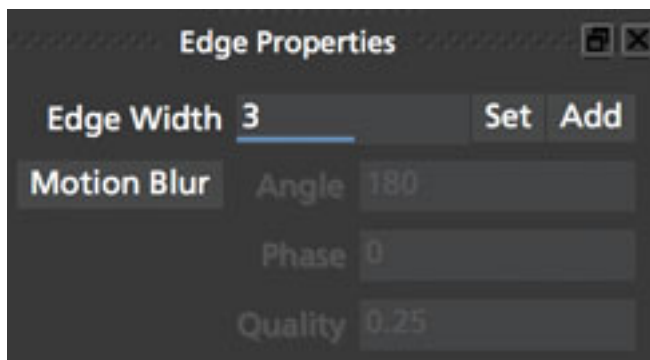 Edge Properties
Edge Width 3 Set Add
Motion Blur Angle 180
Phase 0
Quality 0.25